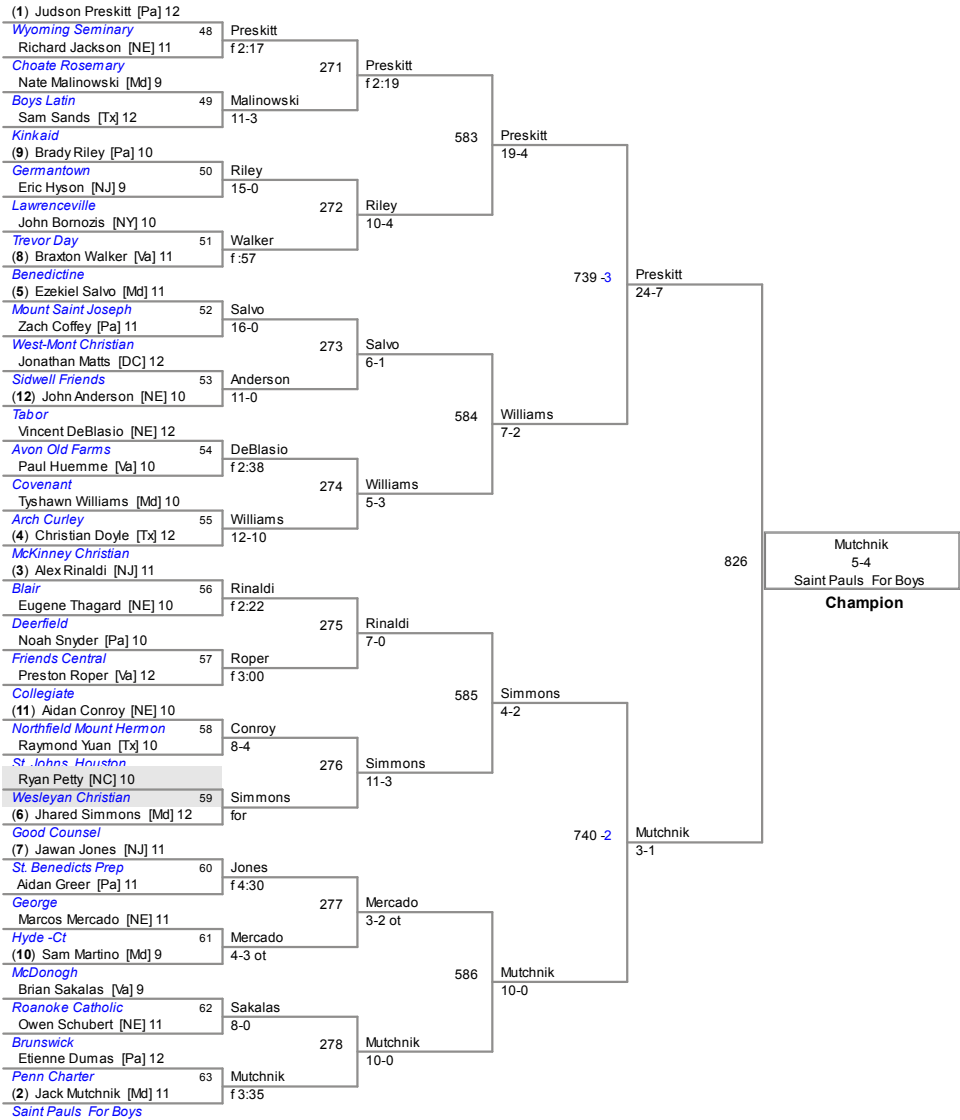 (1) Judson Preskitt [Pa] 12
Wyoming Seminary 48
Richard Jackson [NE] 11
Choate Rosemary
Nate Malinowski [Md] 9
Boys Latin 49
Sam Sands [Tx] 12
Kinkaid
(9) Brady Riley [Pa] 10
Germantown 50
Eric Hyson [NJ] 9
Lawrenceville
John Bornozis [NY] 10
Trevor Day 51
(8) Braxton Walker [Va] 11
Benedictine
(5) Ezekiel Salvo [Md] 11
Mount Saint Joseph 52
Zach Coffey [Pa] 11
West-Mont Christian
Jonathan Matts [DC] 12
Sidwell Friends 53
(12) John Anderson [NE] 10
Tabor
Vincent DeBlasio [NE] 12
Avon Old Farms 54
Paul Huemme [Va] 10
Covenant
Tyshawn Williams [Md] 10
Arch Curley 55
(4) Christian Doyle [Tx] 12
McKinney Christian
(3) Alex Rinaldi [NJ] 11
Blair 56
Eugene Thagard [NE] 10
Deerfield
Noah Snyder [Pa] 10
Friends Central 57
Preston Roper [Va] 12
Collegiate
(11) Aidan Conroy [NE] 10
Northfield Mount Hermon 58
Raymond Yuan [Tx] 10
St. Johns Houston
Ryan Petty [NC] 10
Wesleyan Christian 59
(6) Jhared Simmons [Md] 12
Good Counsel
(7) Jawan Jones [NJ] 11
St. Benedicts Prep 60
Aidan Greer [Pa] 11
George
Marcos Mercado [NE] 11
Hyde -Ct 61
(10) Sam Martino [Md] 9
McDonogh
Brian Sakalas [Va] 9
Roanoke Catholic 62
Owen Schubert [NE] 11
Brunswick
Etienne Dumas [Pa] 12
Penn Charter 63
(2) Jack Mutchnik [Md] 11
Saint Pauls For Boys
Preskitt
f 2:17
271
Malinowski
11-3
Riley
15-0
272
Walker
f :57
Salvo
16-0
273
Anderson
11-0
DeBlasio
f 2:38
274
Williams
12-10
Rinaldi
f 2:22
275
Roper
f 3:00
Conroy
8-4
276
Simmons
for
Jones
f 4:30
277
Mercado
4-3 ot
Sakalas
8-0
278
Mutchnik
f 3:35
Preskitt
f 2:19
583
Riley
10-4
Salvo
6-1
584
Williams
5-3
Rinaldi
7-0
585
Simmons
11-3
Mercado
3-2 ot
586
Mutchnik
10-0
Preskitt
19-4
739 -3
Williams
7-2
Simmons
4-2
740 -2
Mutchnik
10-0
Preskitt
24-7
826
Mutchnik
3-1
Mutchnik
5-4
Saint Pauls For Boys
Champion